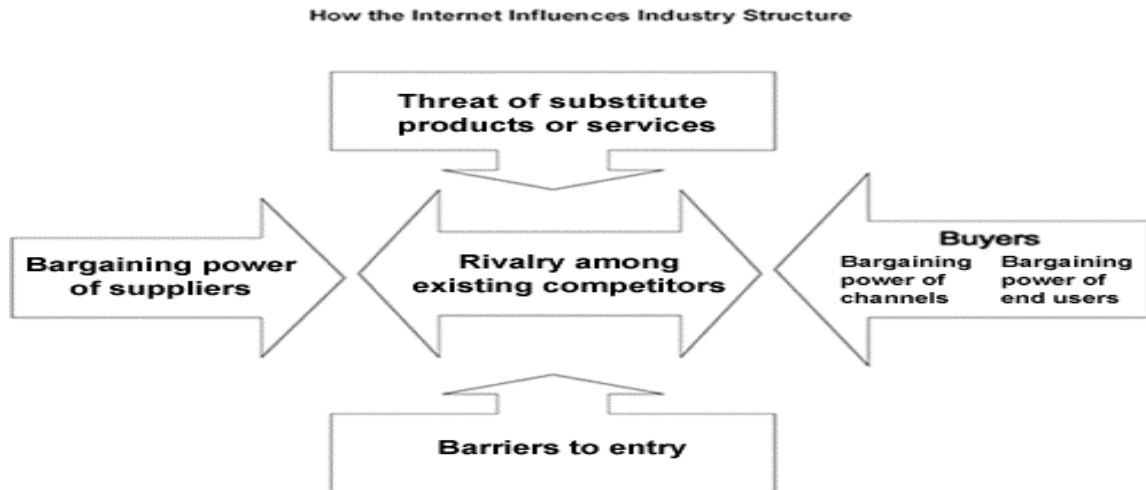 How the Internet Influences Industry Structure
Threat of substitute
products or services
Bargaining power
of suppliers
Rivalry among
existing competitors
Buyers
Bargaining
power of
channels
Bargaining
power of
end users
Barriers to entry